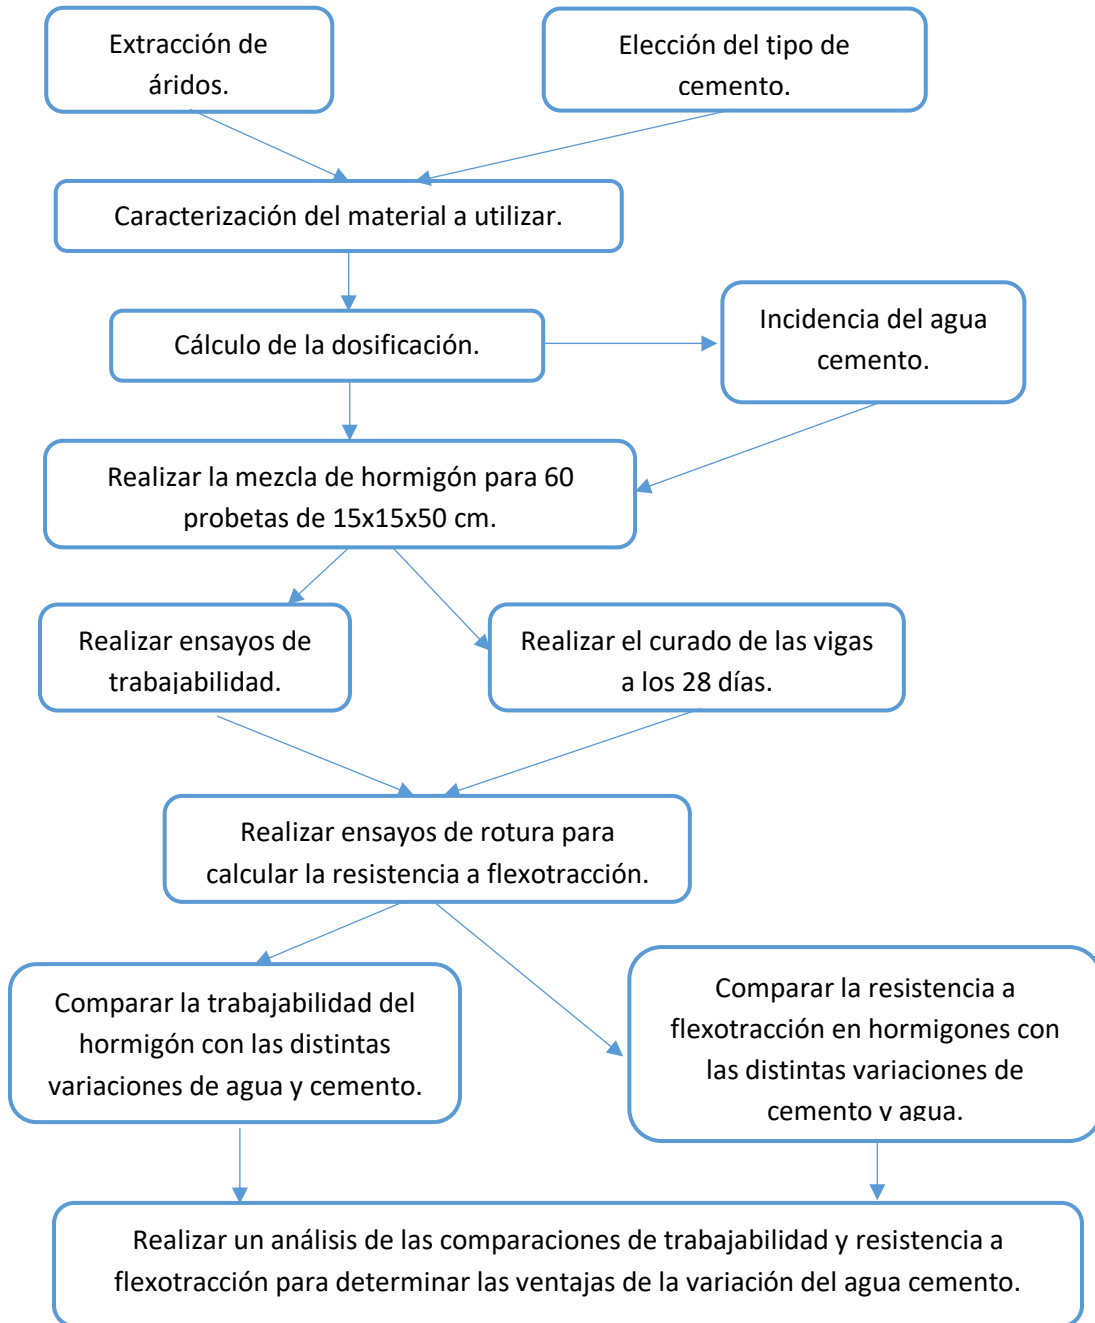 Extracción de
áridos.
Elección del tipo de
cemento.
Caracterización del material a utilizar.
Cálculo de la dosificación.
Incidencia del agua
cemento.
Realizar la mezcla de hormigón para 60
probetas de 15x15x50 cm.
Realizar ensayos de
trabajabilidad.
Realizar el curado de las vigas
a los 28 días.
Realizar ensayos de rotura para
calcular la resistencia a flexotracción.
Comparar la trabajabilidad del
hormigón con las distintas
variaciones de agua y cemento.
Comparar la resistencia a
flexotracción en hormigones con
las distintas variaciones de
cemento y agua.
Realizar un análisis de las comparaciones de trabajabilidad y resistencia a
flexotracción para determinar las ventajas de la variación del agua cemento.